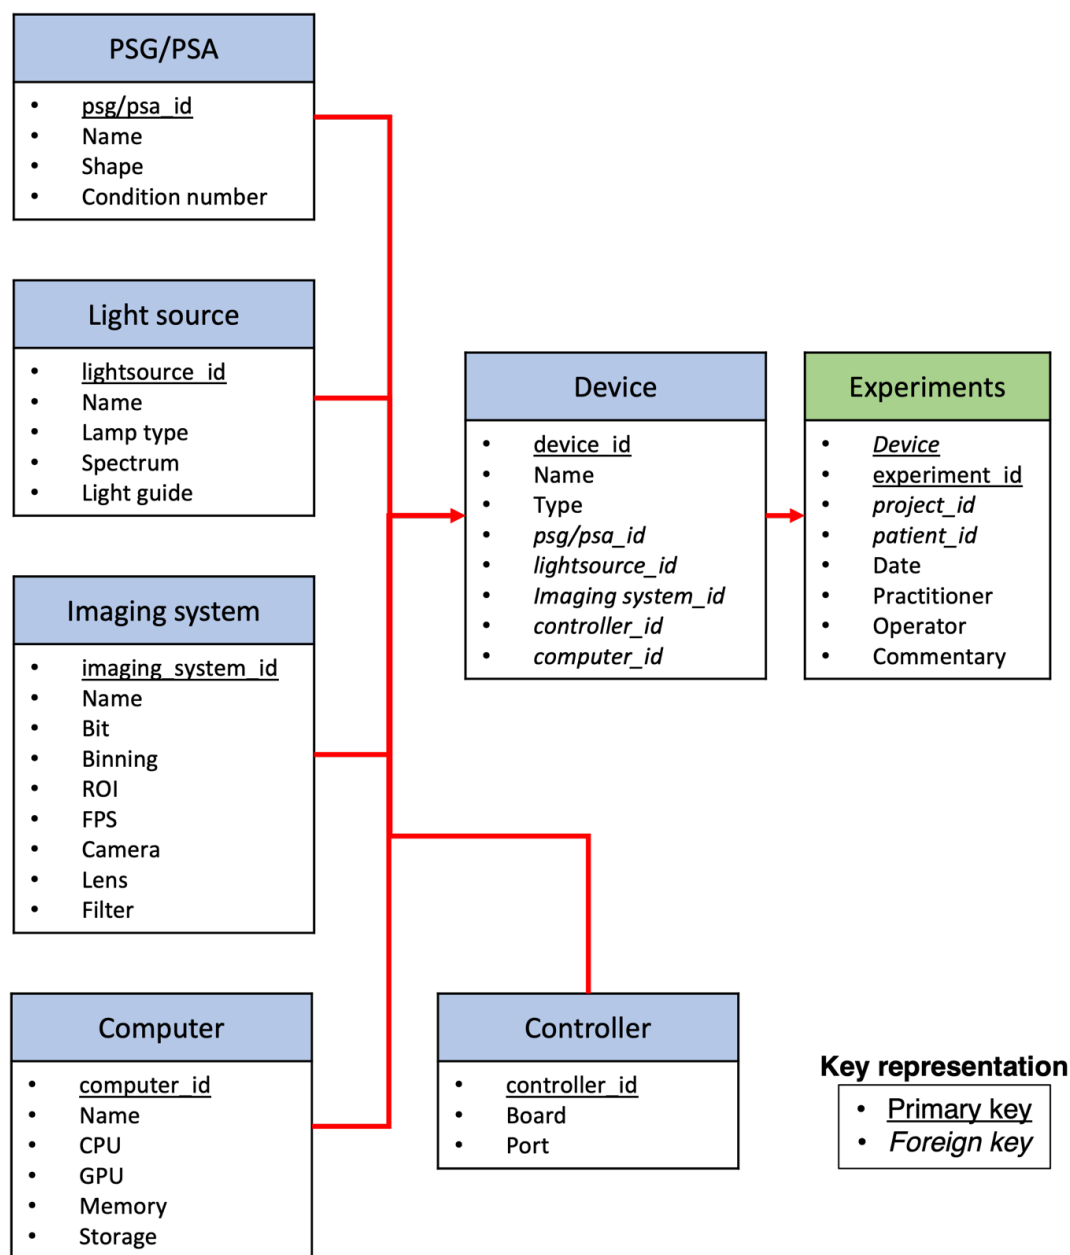 PSG/PSA
• psg/psa_id
• Name
• Shape
• Condition number
Light source
• lightsource_id
• Name
• Lamp type
• Spectrum
• Light guide
Imaging system
• imaging_system_id
• Name
• Bit
• Binning
• ROI
• FPS
• Camera
• Lens
• Filter
Computer
• computer_id
• Name
• CPU
• GPU
• Memory
• Storage
Device
• device_id
• Name
• Type
• psg/psa_id
• lightsource_id
• Imaging system_id
• controller_id
• computer_id
Experiments
• Device
• experiment_id
• project_id
• patient_id
• Date
• Practitioner
• Operator
• Commentary
Controller
• controller_id
• Board
• Port
Key representation
• Primary key
• Foreign key